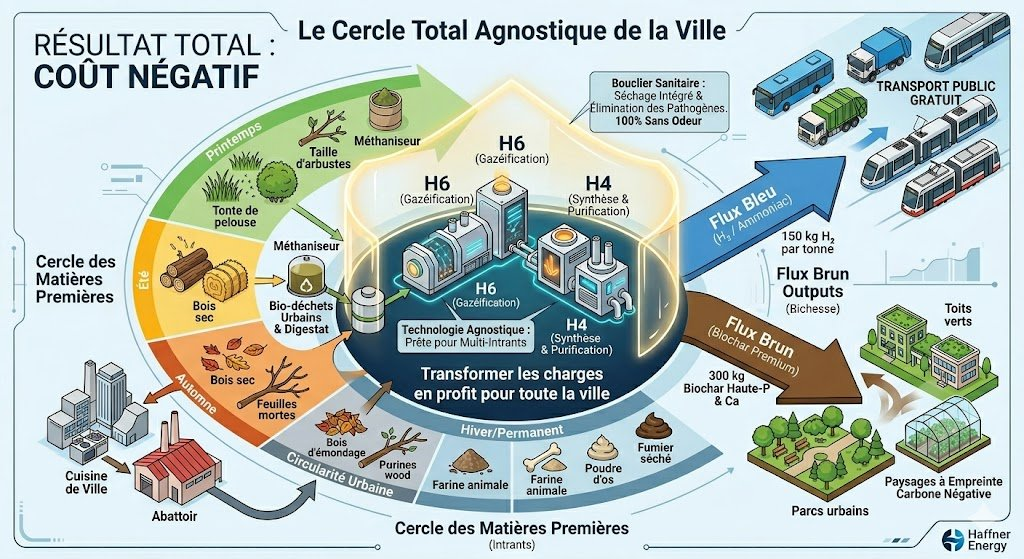 RÉSULTAT TOTAL :
COÛT NÉGATIF
Le Cercle Total Agnostique de la Ville
Bouclier Sanitaire :
Séchage Intégré &
Élimination des Pathogènes.
100% Sans Odeur
TRANSPORT PUBLIC
GRATUIT
Printemps
Méthaniseur
Taille
d'arbustes
Tonte de
pelouse
H6
(Gazéification)
H6
(Gazéification)
H4
(Synthèse &
Purification)
Flux Bleu
(H₂ / Ammoniac)
150 kg H₂
par tonne
Cercle des
Matières
Premières
Été
Bois
sec
Méthaniseur
Bio-déchets
Urbains
& Digestat
H6
(Gazéification)
H4
(Synthèse
& Purification)
Technologie Agnostique :
Prête pour Multi-Intrants
Transformer les charges
en profit pour toute la ville
Flux Brun
Outputs
(Bichesse)
Flux Brun
(Biochar Premium)
300 kg
Biochar Haute-P
& Ca
Toits
verts
Automne
Bois sec
Feuilles
mortes
Cuisine
de Ville
Abattoir
Circularité Urbaine
Bois
d'émondage
Purines
wood
Hiver/Permanent
Farine animale
Farine
animale
Poudre
d'os
Fumier
séché
Parcs urbains
Paysages à Empreinte
Carbone Négative
Cercle des Matières Premières
(Intrants)
Haffner
Energy